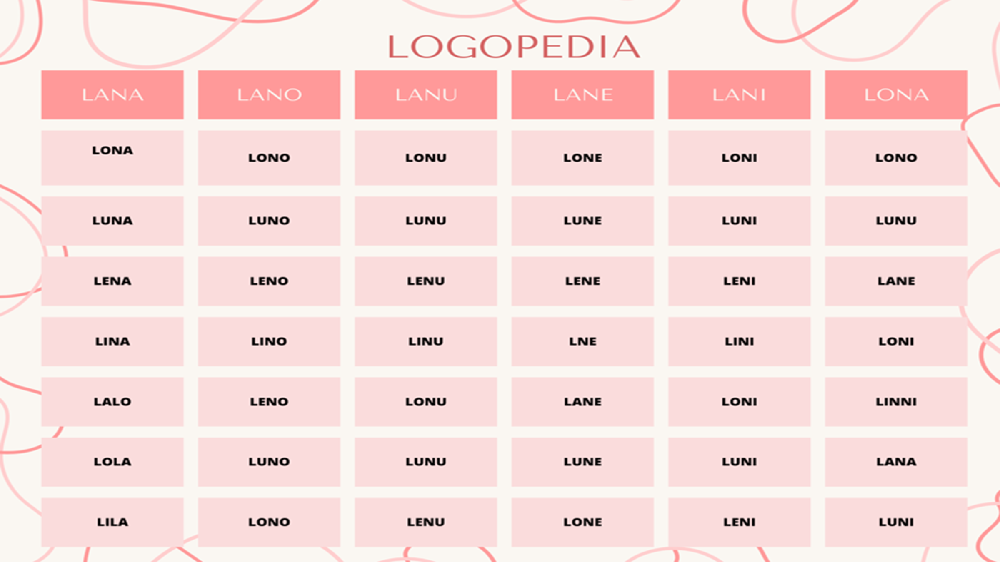 LOGOPEDIA
LANA LANO LANU LANE LANI LONA
LONA LONO LONU LONE LONI LONO
LUNA LUNO LUNU LUNE LUNI LUNU
LENA LENO LENU LENE LENI LANE
LINA LINO LINU LNE LINI LONI
LALO LENO LONU LANE LONI LINNI
LOLA LUNO LUNU LUNE LUNI LANA
LILA LONO LENU LONE LENI LUNI